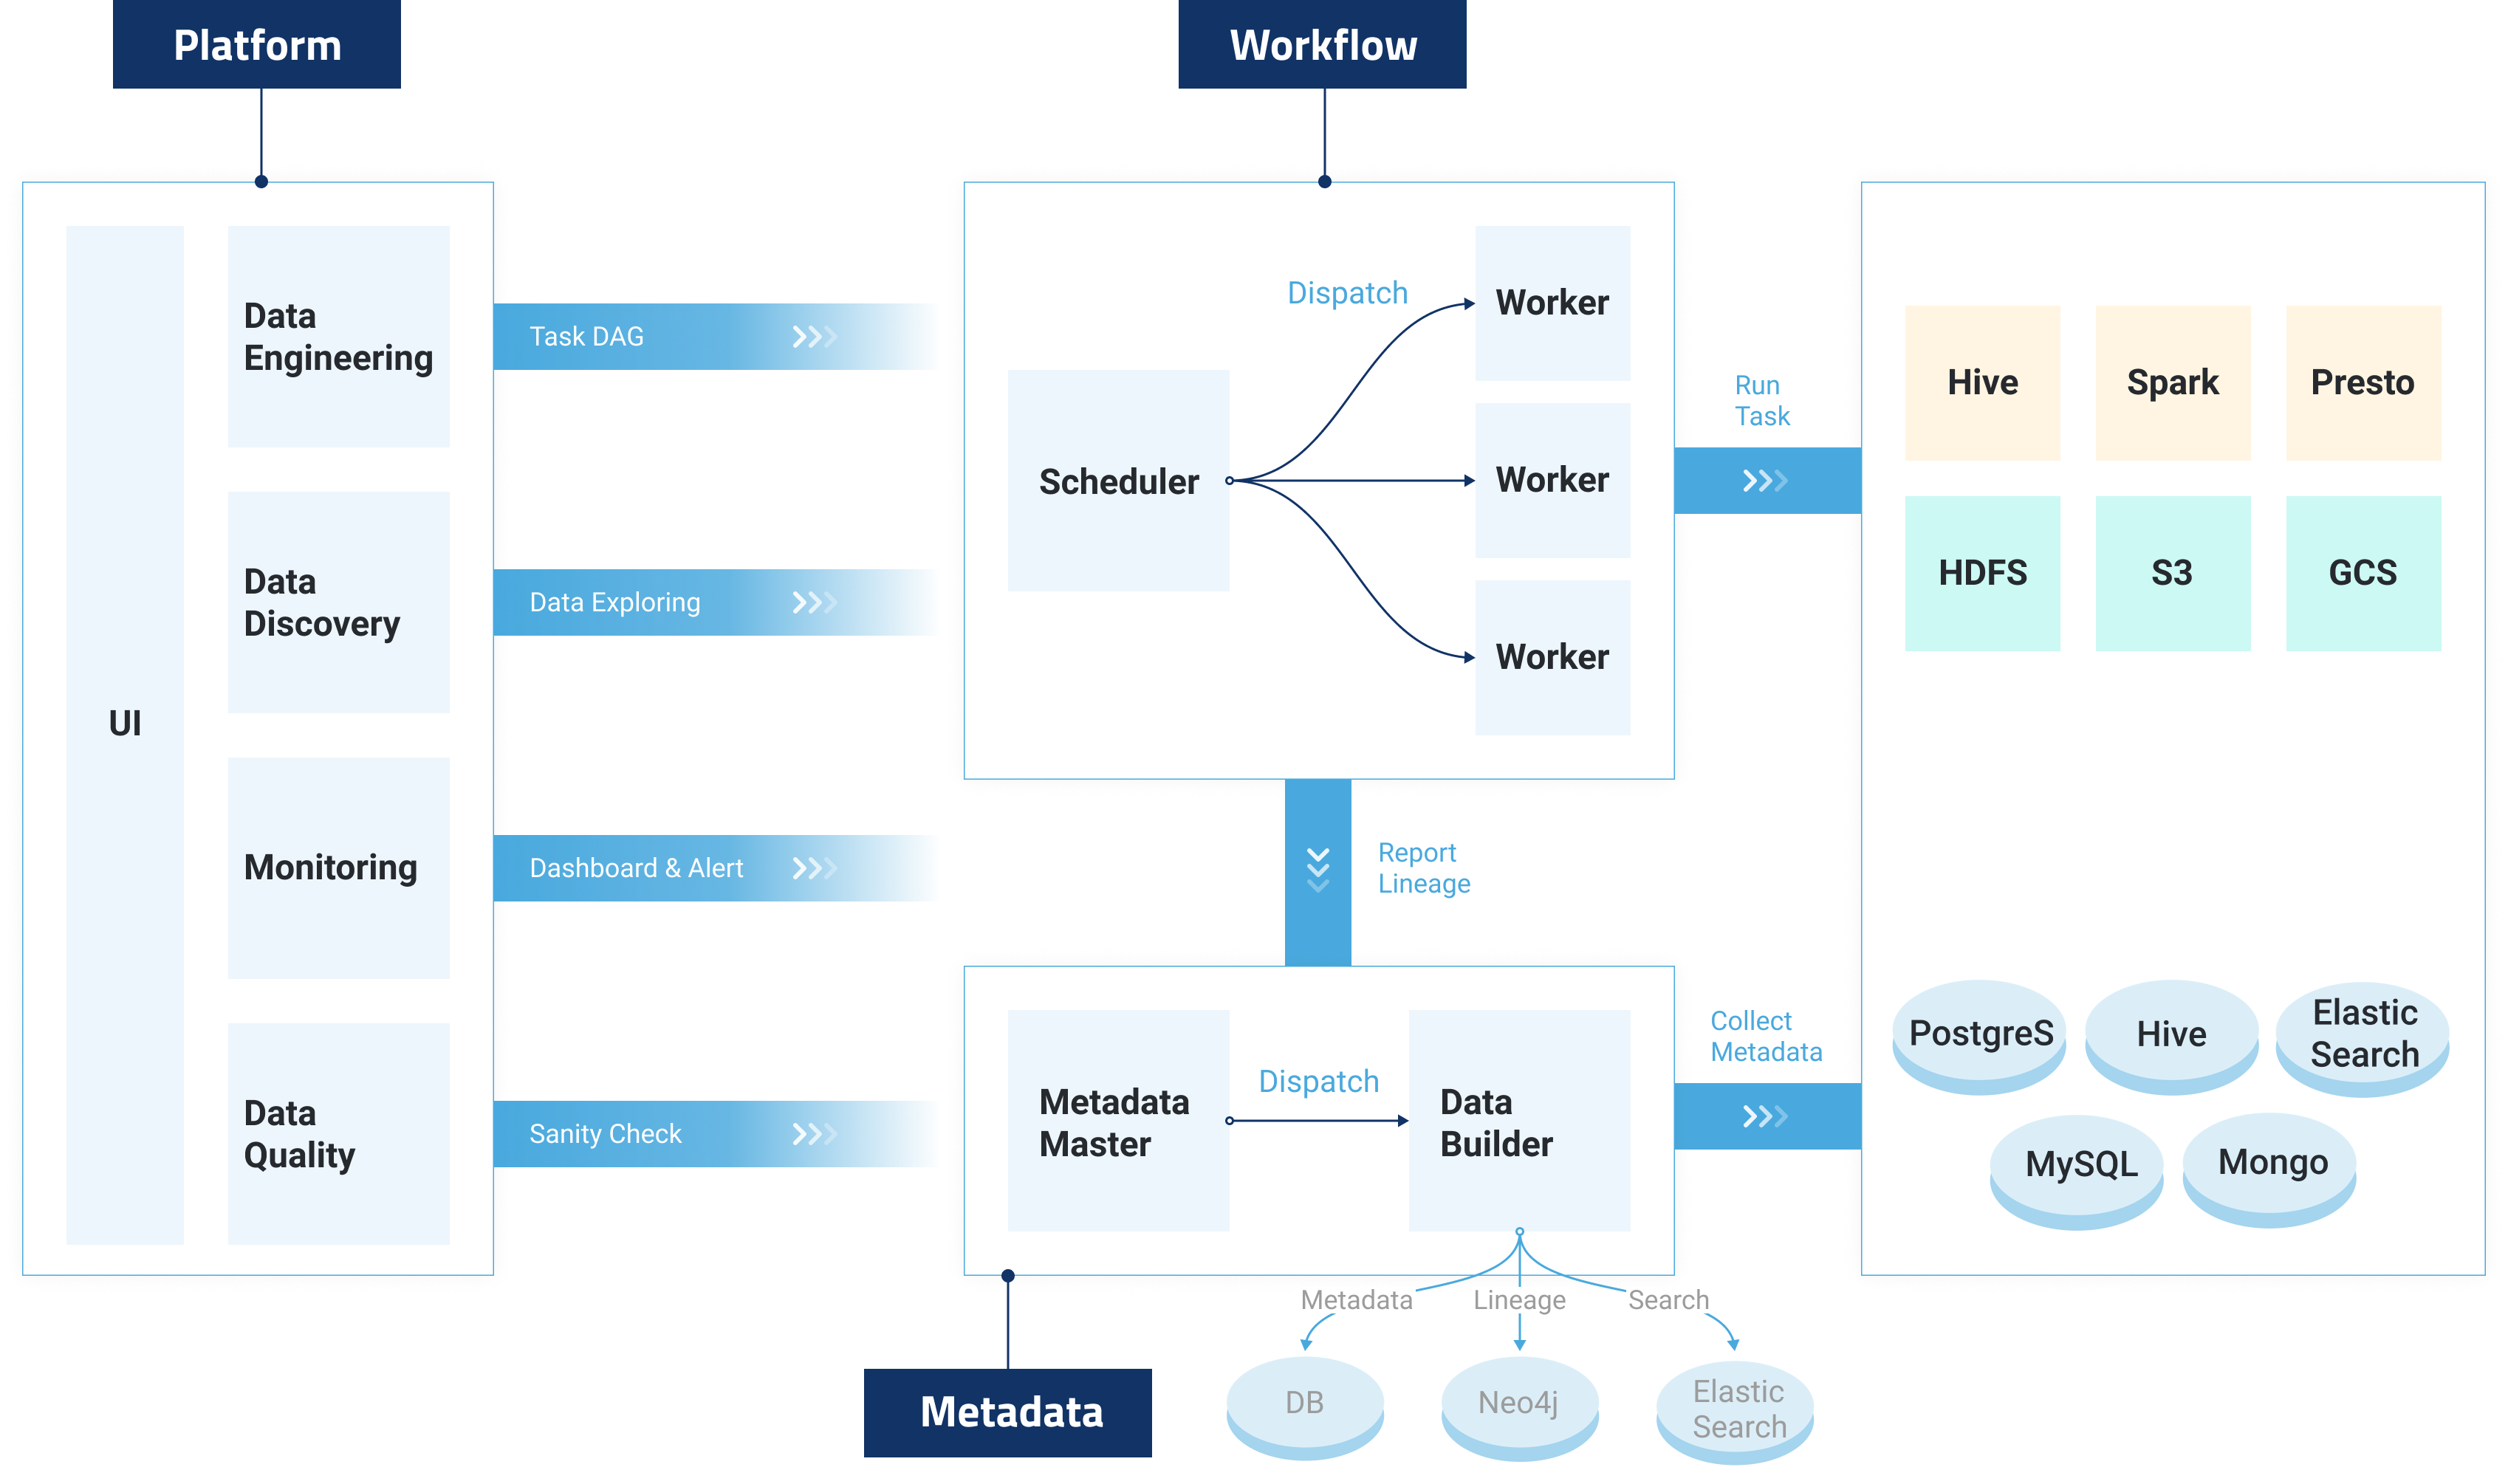 Platform
Workflow
UI
Data
Engineering
Data
Discovery
Monitoring
Data
Quality
Task DAG
Data Exploring
Dashboard & Alert
Sanity Check
Scheduler
Dispatch
Worker
Worker
Worker
Run
Task
Hive
Spark
Presto
HDFS
S3
GCS
Report
Lineage
Metadata
Master
Dispatch
Data
Builder
Collect
Metadata
PostgreS
Hive
Elastic
Search
MySQL
Mongo
Metadata
Lineage
Search
Metadata
DB
Neo4j
Elastic
Search